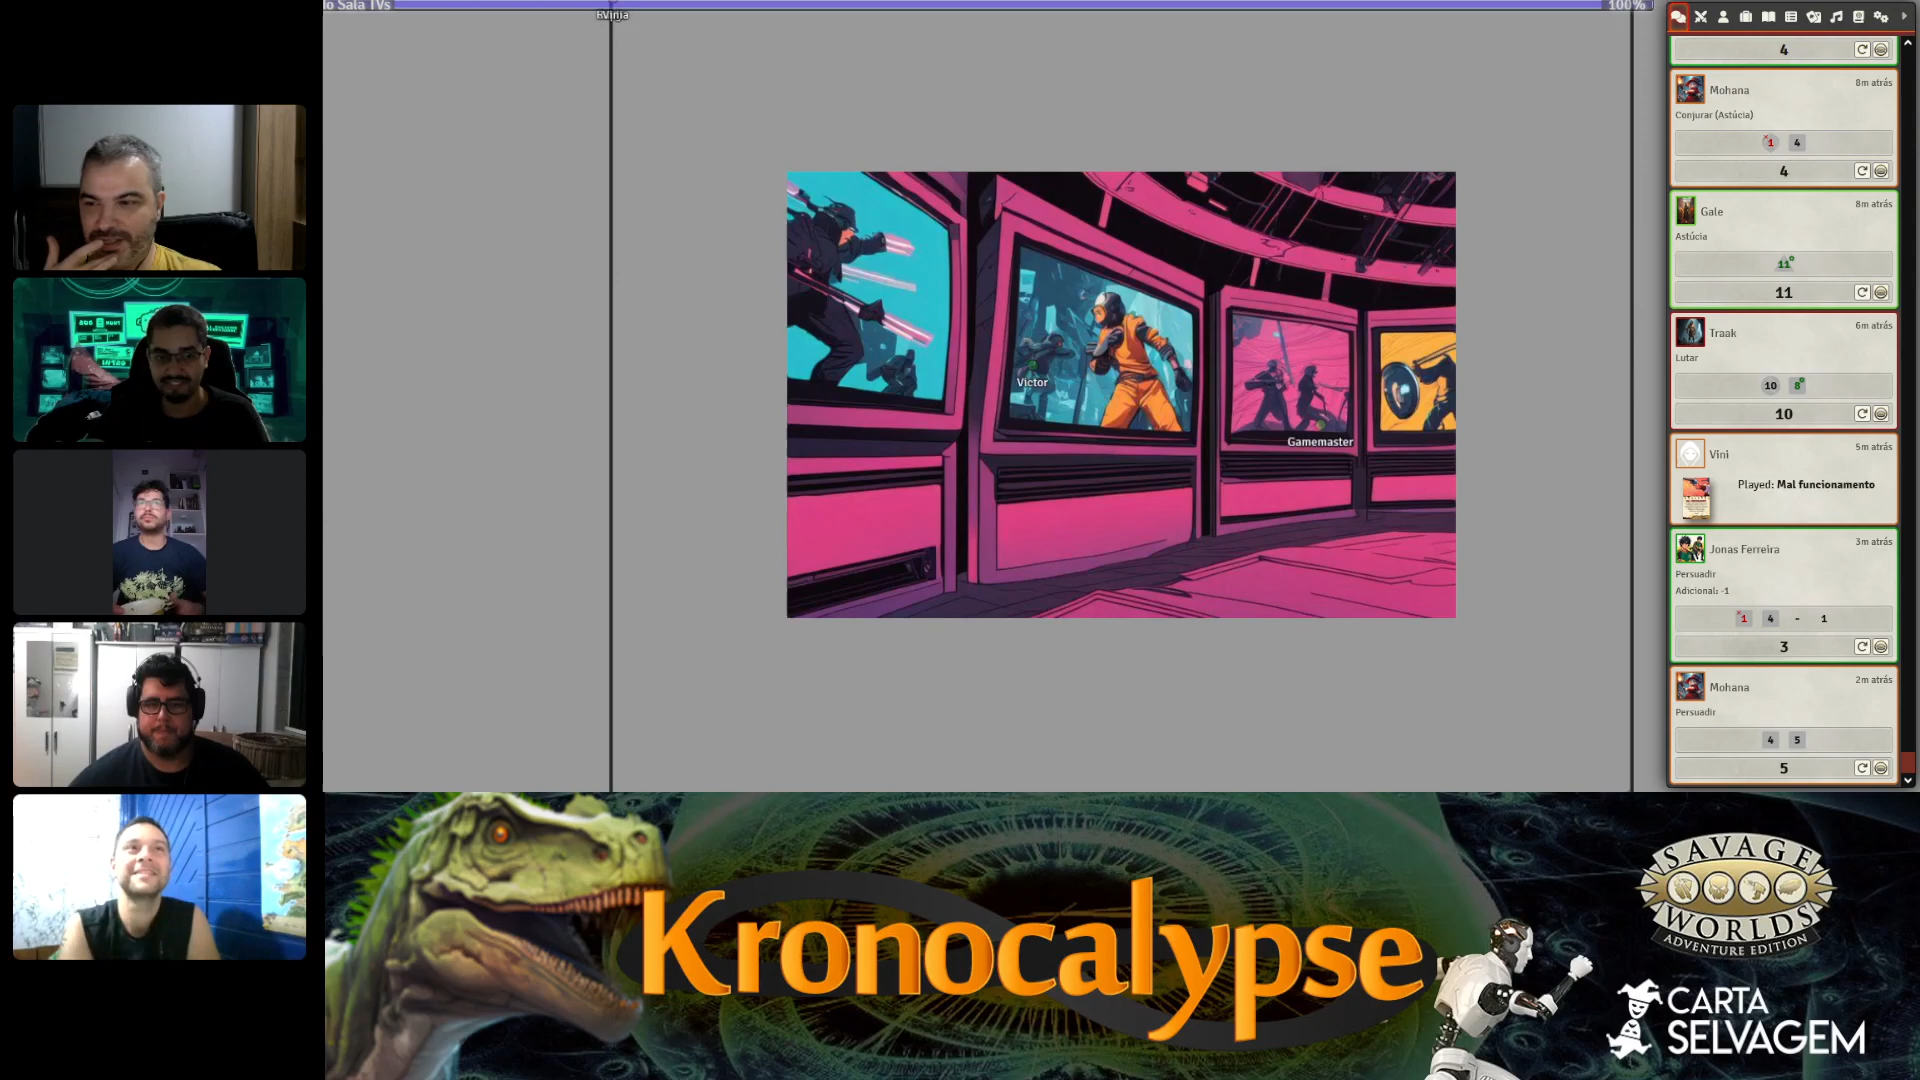 lo Sala TVs
100%
RVinja
Victor
Gamemaster
4
Mohana
8m atrás
Conjurar (Astúcia)
1 4
4
Gale
8m atrás
Astúcia
11
11
Traak
6m atrás
Lutar
10 8
10
Vini
5m atrás
Played: Mal funcionamento
Jonas Ferreira
3m atrás
Persuadir
Adicional: -1
1 4 - 1
3
Mohana
2m atrás
Persuadir
4 5
5
Kronocalypse
SAVAGE
WORLDS
ADVENTURE EDITION
CARTA
SELVAGEM